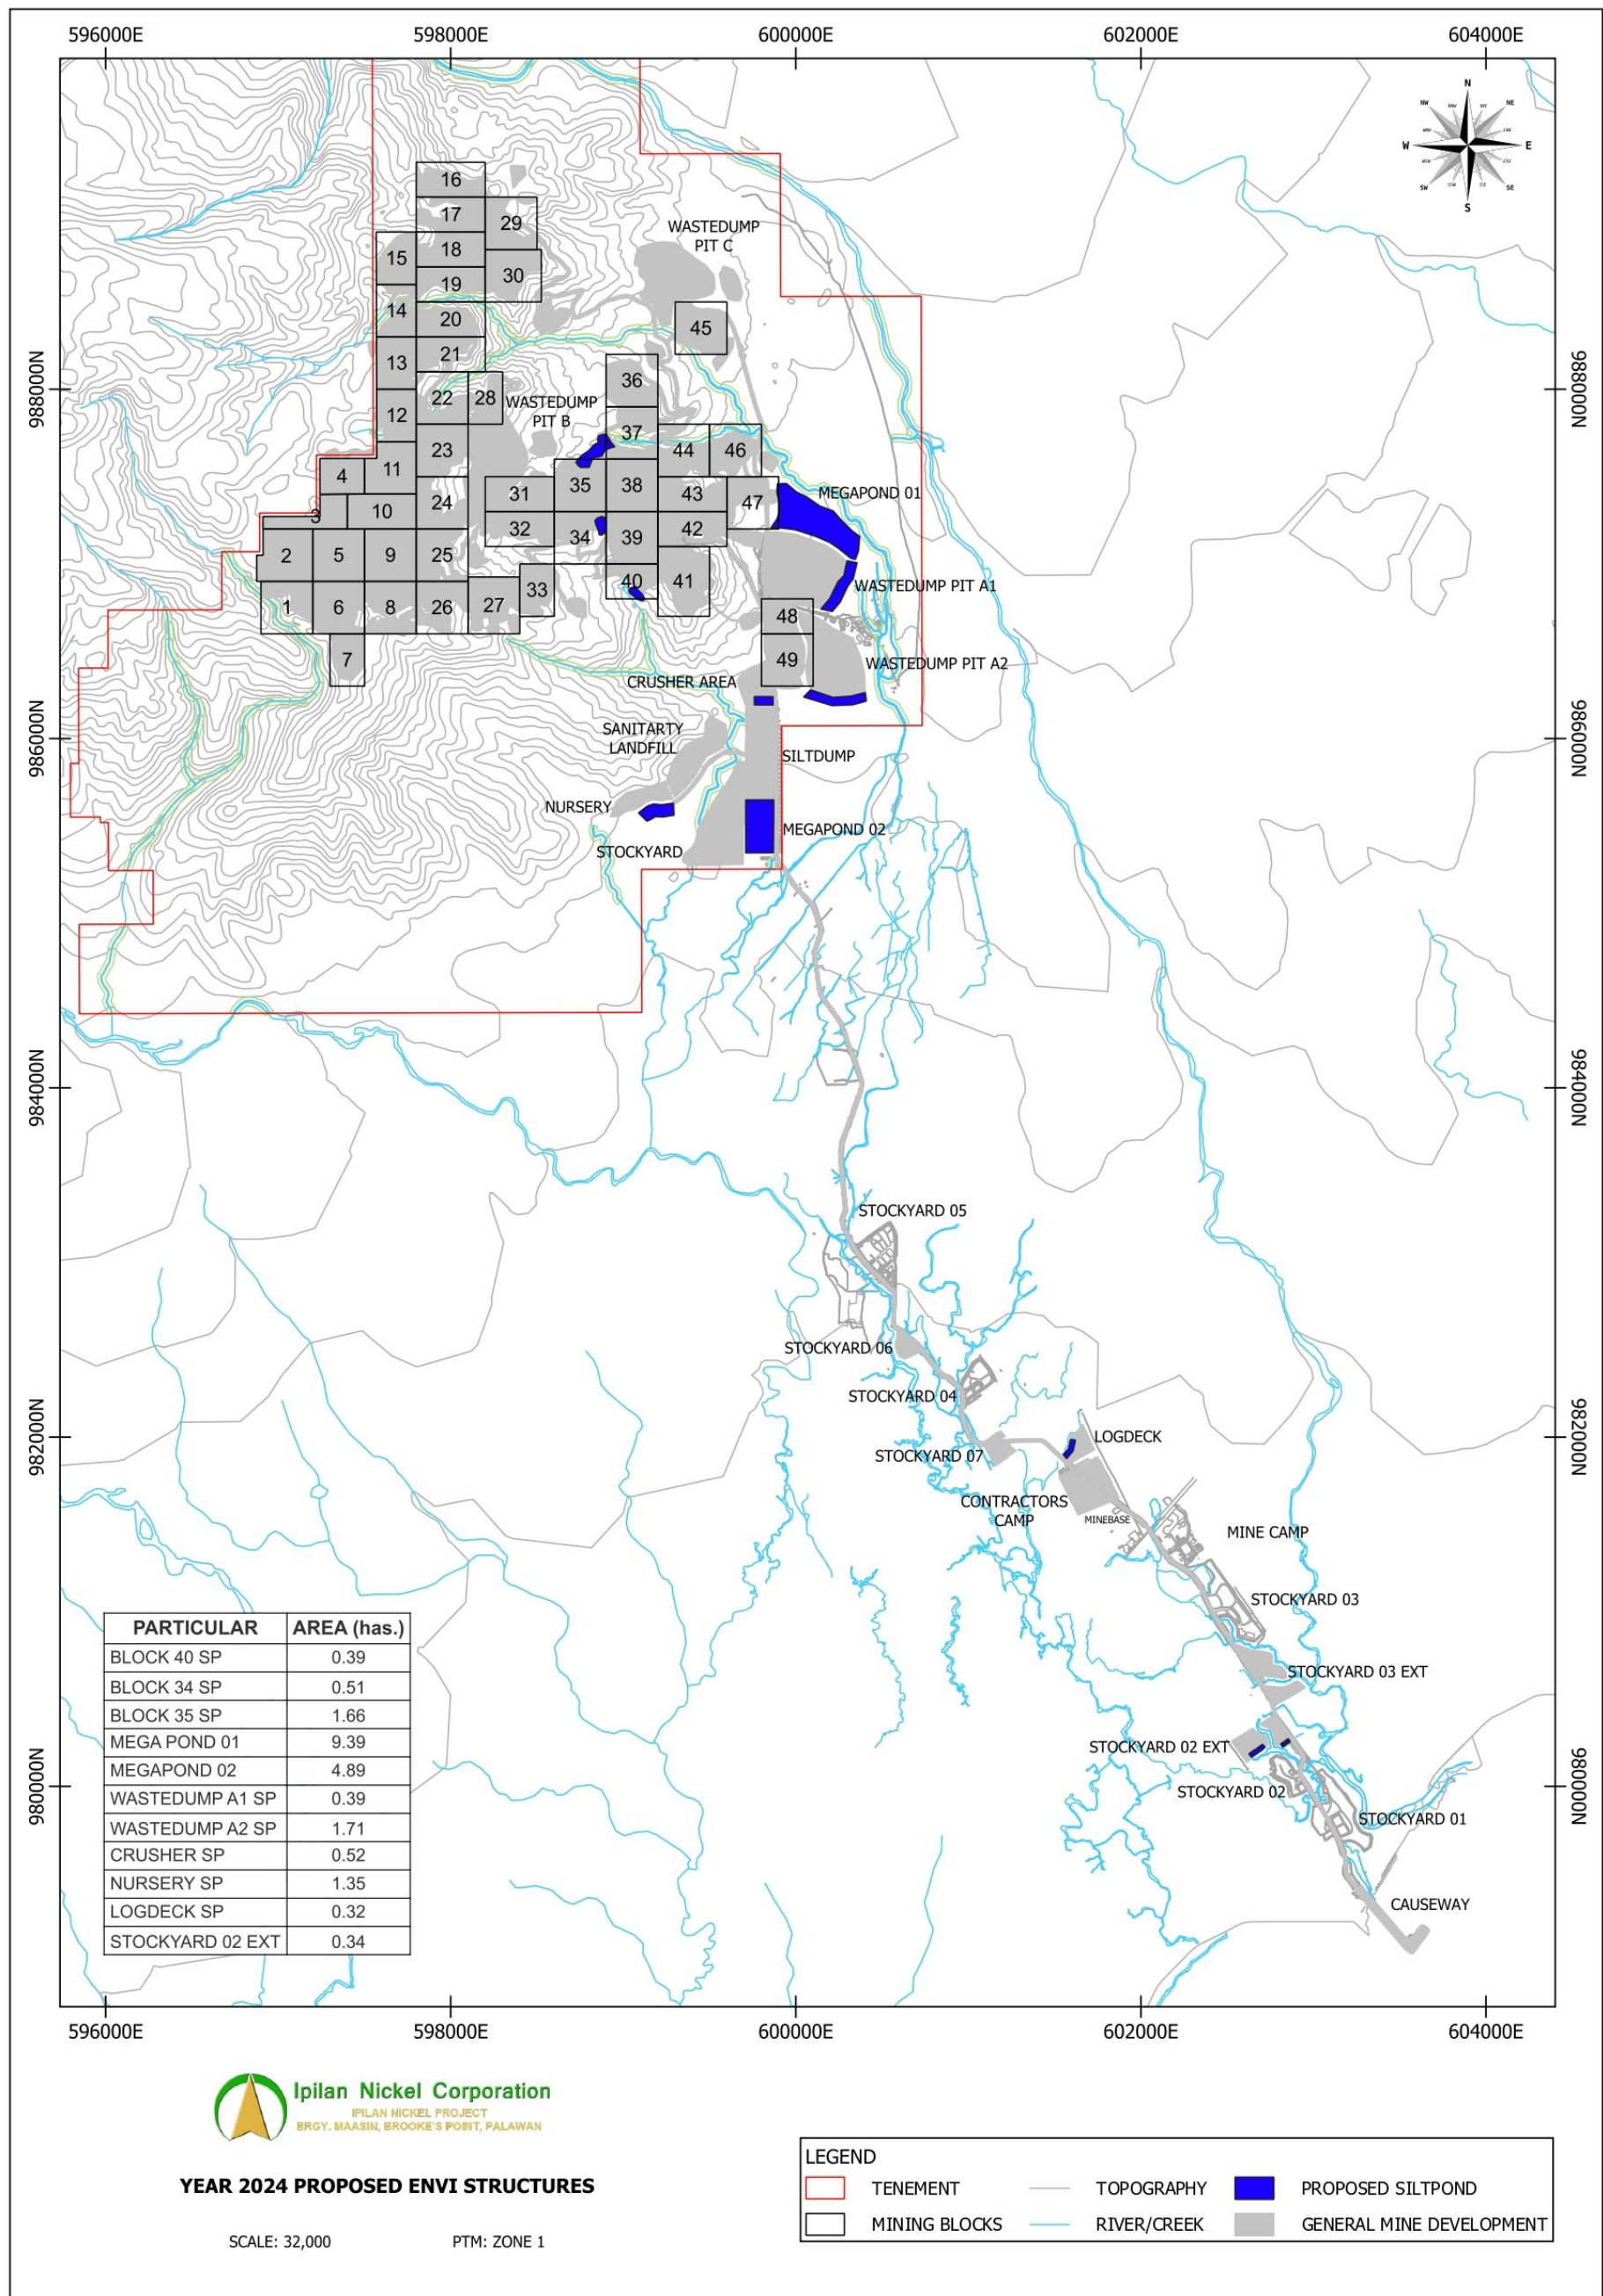 596000E 598000E 600000E 602000E 604000E
N
NW NE
W E
SW SE
S
988000N
986000N
984000N
982000N
980000N
988000N
986000N
984000N
982000N
980000N
16
17
29
WASTEDUMP
PIT C
15
18
30
19
14
20
45
21
13
36
22
28
WASTEDUMP
PIT B
12
37
23
44
46
11
4
35
38
31
43
47
MEGAPOND 01
24
10
3
32
34
39
42
2
5
9
25
40
41
33
WASTEDUMP PIT A1
1
6
8
26
27
48
7
49
WASTEDUMP PIT A2
CRUSHER AREA
SANITARTY
LANDFILL
SILTDUMP
NURSERY
MEGAPOND 02
STOCKYARD
STOCKYARD 05
STOCKYARD 06
STOCKYARD 04
LOGDECK
STOCKYARD 07
CONTRACTORS
CAMP
MINEBASE
MINE CAMP
STOCKYARD 03
STOCKYARD 03 EXT
STOCKYARD 02 EXT
STOCKYARD 02
STOCKYARD 01
CAUSEWAY
PARTICULAR AREA (has.)
BLOCK 40 SP 0.39
BLOCK 34 SP 0.51
BLOCK 35 SP 1.66
MEGA POND 01 9.39
MEGAPOND 02 4.89
WASTEDUMP A1 SP 0.39
WASTEDUMP A2 SP 1.71
CRUSHER SP 0.52
NURSERY SP 1.35
LOGDECK SP 0.32
STOCKYARD 02 EXT 0.34
596000E 598000E 600000E 602000E 604000E
Ipilan Nickel Corporation
IPILAN NICKEL PROJECT
BRGY. MAASIN, BROOKE'S POINT, PALAWAN
YEAR 2024 PROPOSED ENVI STRUCTURES
SCALE: 32,000 PTM: ZONE 1
LEGEND
TENEMENT TOPOGRAPHY PROPOSED SILTPOND
MINING BLOCKS RIVER/CREEK GENERAL MINE DEVELOPMENT